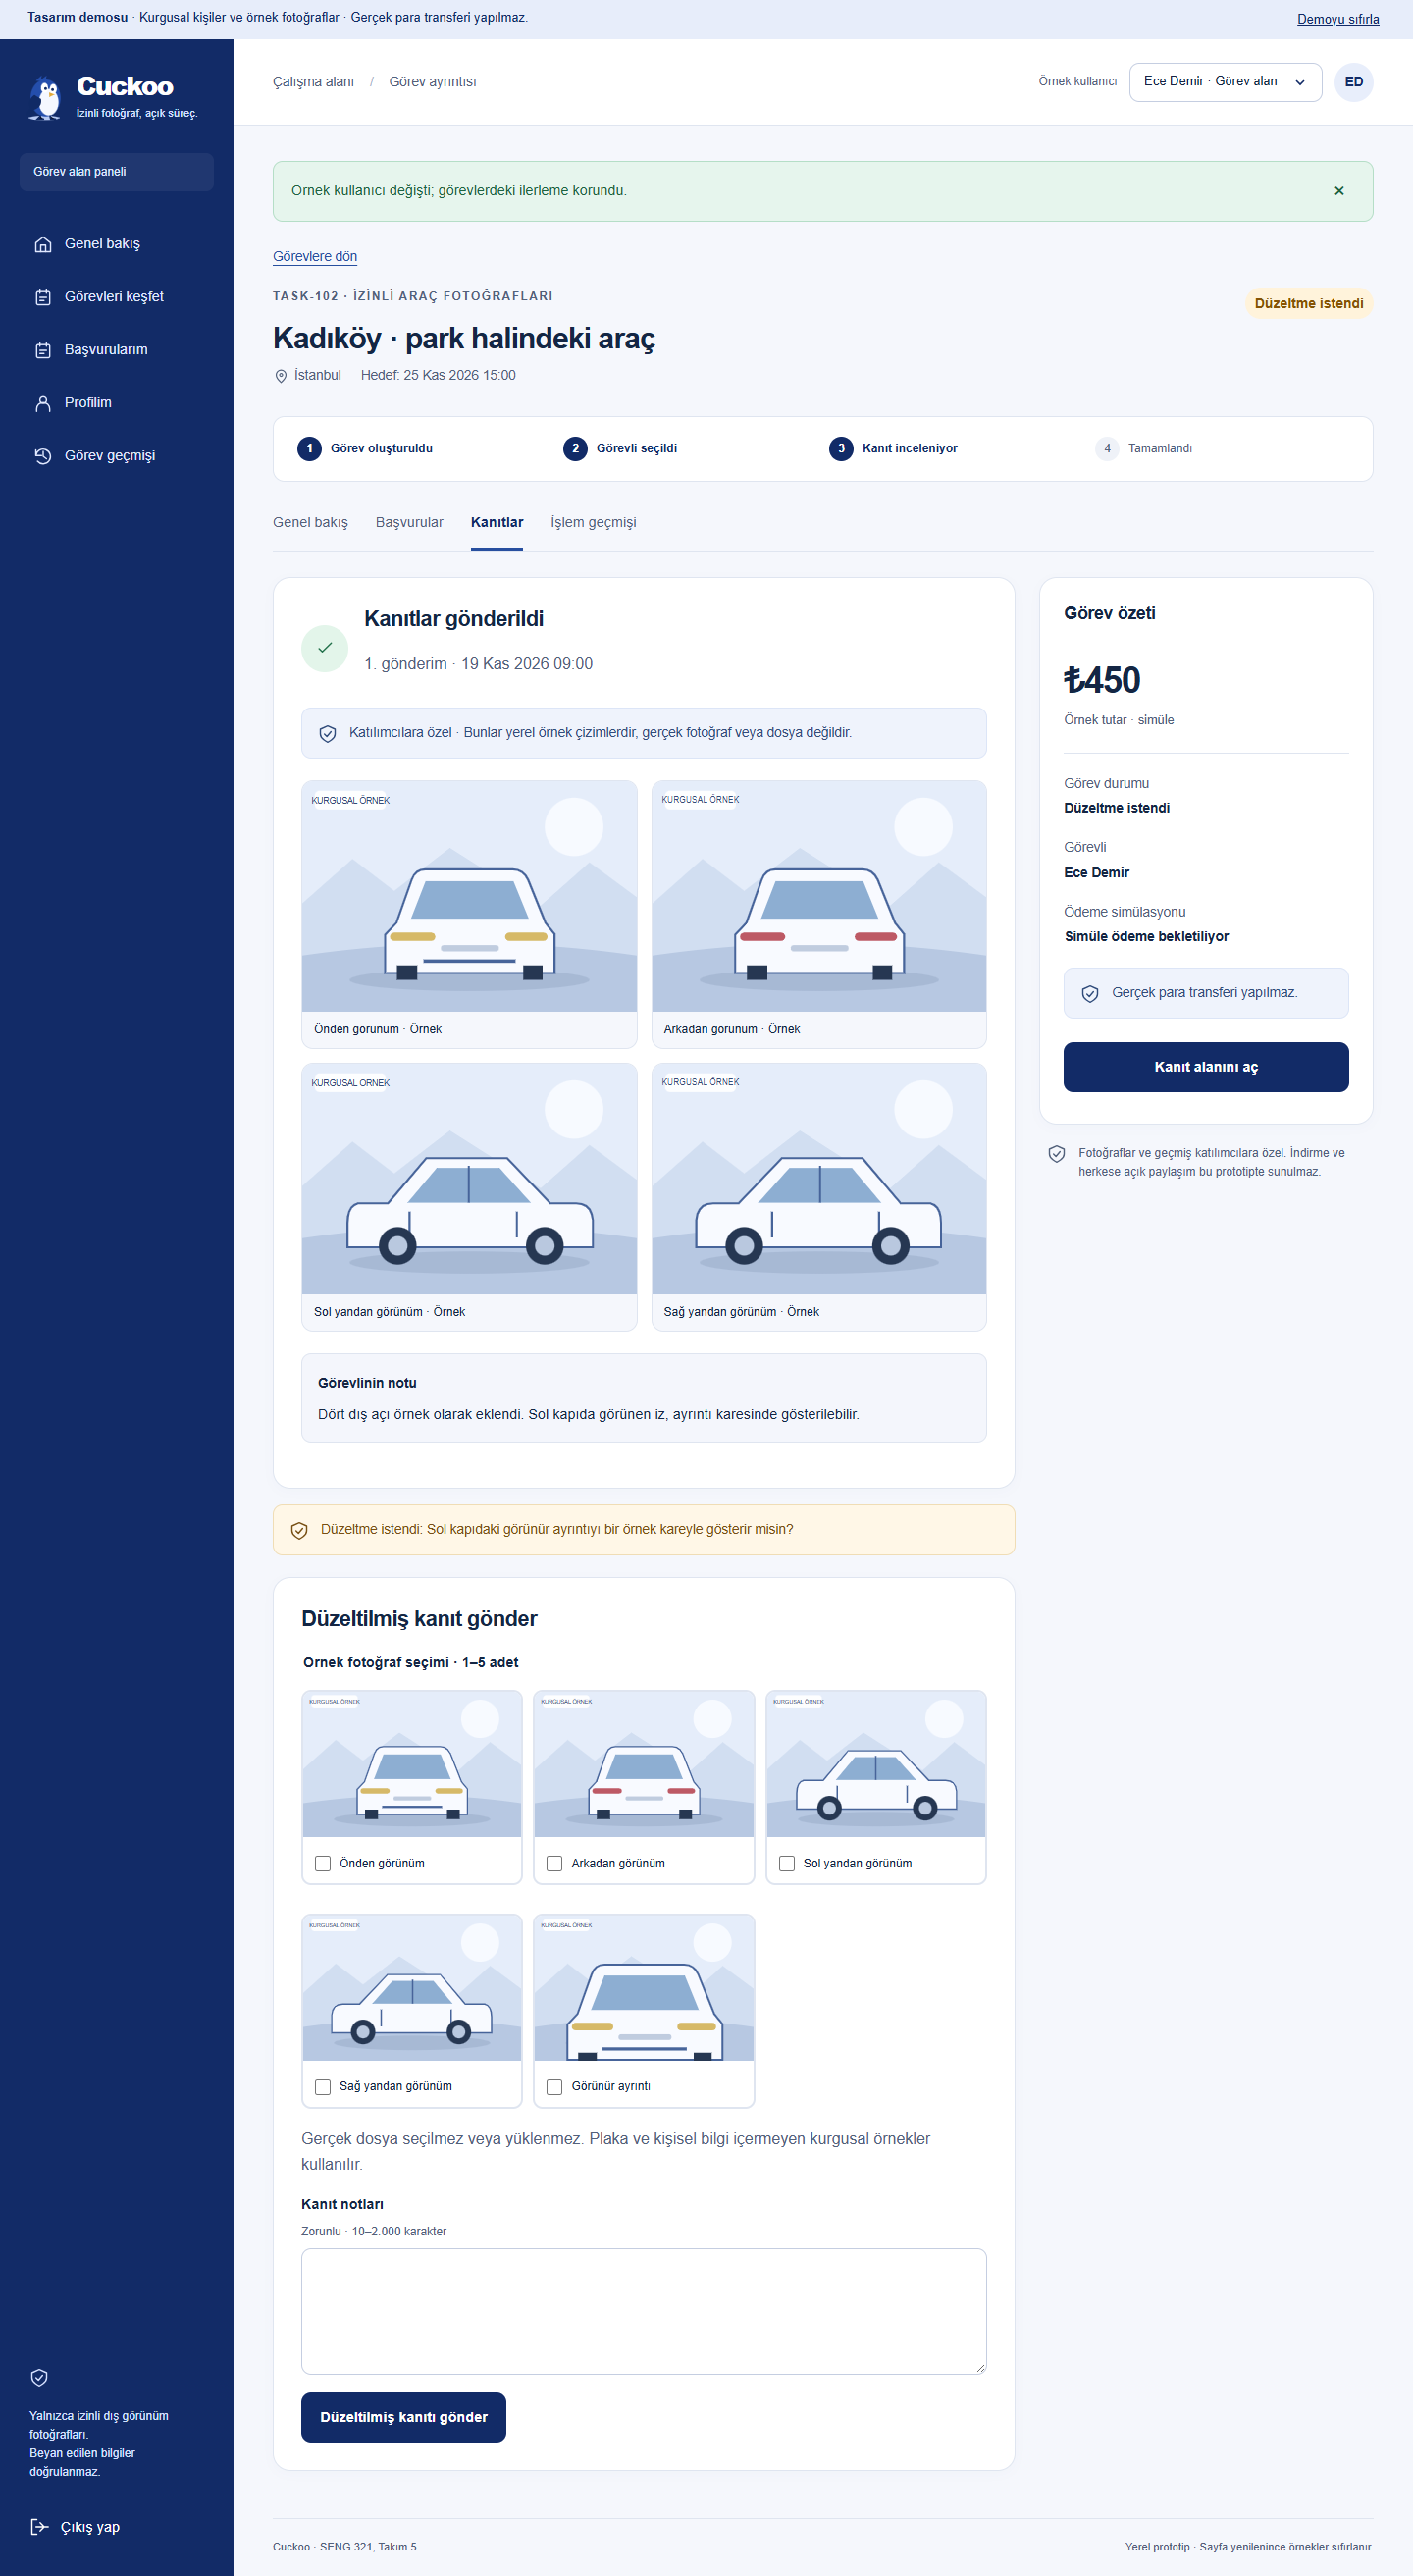 Tasarım demosu · Kurgusal kişiler ve örnek fotoğraflar · Gerçek para transferi yapılmaz.
Demoyu sıfırla
Cuckoo
İzinli fotoğraf, açık süreç.
Görev alan paneli
Genel bakış
Görevleri keşfet
Başvurularım
Profilim
Görev geçmişi
Yalnızca izinli dış görünüm
fotoğrafları.
Beyan edilen bilgiler
doğrulanmaz.
Çıkış yap
Çalışma alanı / Görev ayrıntısı
Örnek kullanıcı
Ece Demir · Görev alan
ED
Örnek kullanıcı değişti; görevlerdeki ilerleme korundu.
Görevlere dön
TASK-102 · İZİNLİ ARAÇ FOTOĞRAFLARI
Düzeltme istendi
Kadıköy · park halindeki araç
İstanbul Hedef: 25 Kas 2026 15:00
1 Görev oluşturuldu
2 Görevli seçildi
3 Kanıt inceleniyor
4 Tamamlandı
Genel bakış
Başvurular
Kanıtlar
İşlem geçmişi
Kanıtlar gönderildi
1. gönderim · 19 Kas 2026 09:00
Katılımcılara özel · Bunlar yerel örnek çizimlerdir, gerçek fotoğraf veya dosya değildir.
KURGUSAL ÖRNEK
Önden görünüm · Örnek
KURGUSAL ÖRNEK
Arkadan görünüm · Örnek
KURGUSAL ÖRNEK
Sol yandan görünüm · Örnek
KURGUSAL ÖRNEK
Sağ yandan görünüm · Örnek
Görevlinin notu
Dört dış açı örnek olarak eklendi. Sol kapıda görünen iz, ayrıntı karesinde gösterilebilir.
Düzeltme istendi: Sol kapıdaki görünür ayrıntıyı bir örnek kareyle gösterir misin?
Düzeltilmiş kanıt gönder
Örnek fotoğraf seçimi · 1–5 adet
KURGUSAL ÖRNEK
Önden görünüm
KURGUSAL ÖRNEK
Arkadan görünüm
KURGUSAL ÖRNEK
Sol yandan görünüm
KURGUSAL ÖRNEK
Sağ yandan görünüm
KURGUSAL ÖRNEK
Görünür ayrıntı
Gerçek dosya seçilmez veya yüklenmez. Plaka ve kişisel bilgi içermeyen kurgusal örnekler
kullanılır.
Kanıt notları
Zorunlu · 10–2.000 karakter
Düzeltilmiş kanıtı gönder
Görev özeti
₺450
Örnek tutar · simüle
Görev durumu
Düzeltme istendi
Görevli
Ece Demir
Ödeme simülasyonu
Simüle ödeme bekletiliyor
Gerçek para transferi yapılmaz.
Kanıt alanını aç
Fotoğraflar ve geçmiş katılımcılara özel. İndirme ve
herkese açık paylaşım bu prototipte sunulmaz.
Cuckoo · SENG 321, Takım 5
Yerel prototip · Sayfa yenilenince örnekler sıfırlanır.